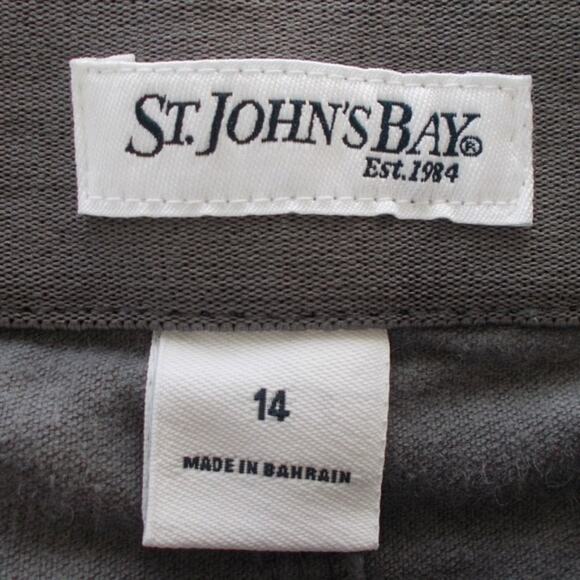 ST. JOHN'S BAY®
Est. 1984
14
MADE IN BAHRAIN